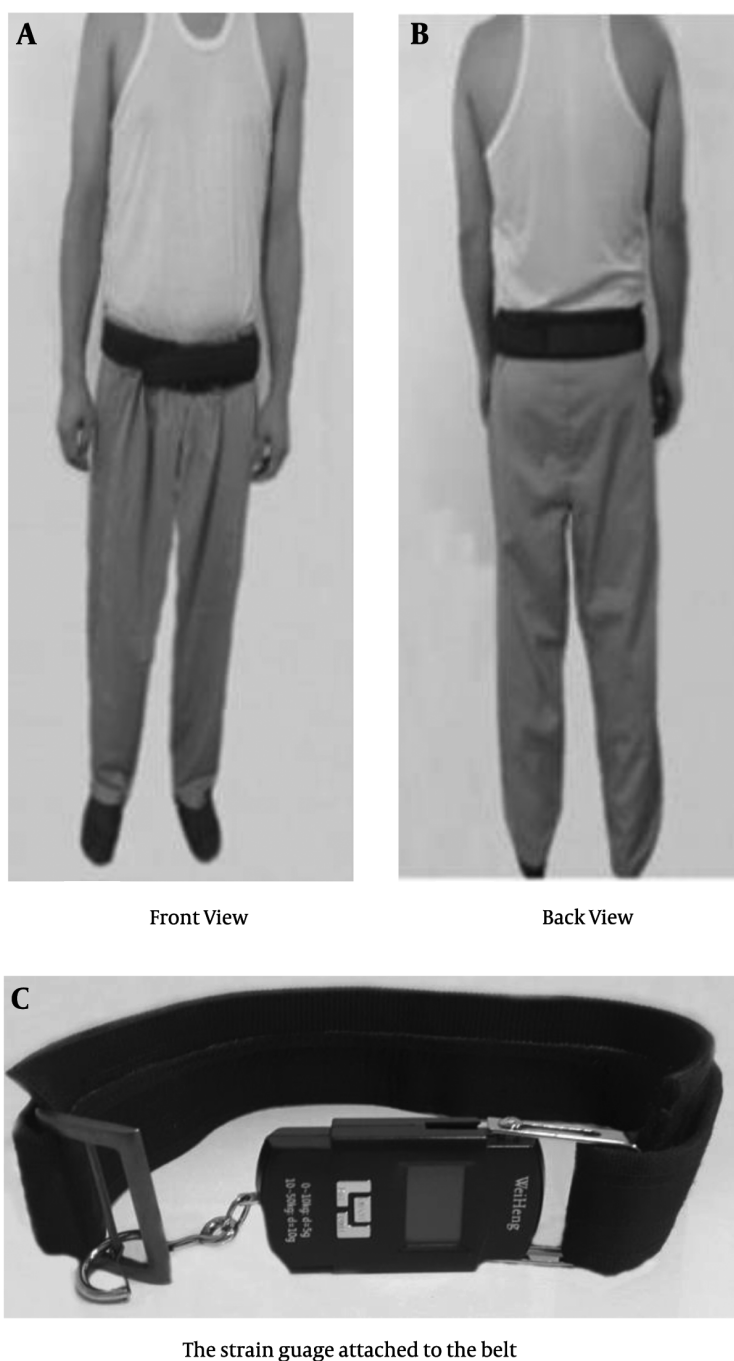 A
B
Front View
Back View
C
WeiHeng
0-10kg:d=5g
10-50kg:d=10g
The strain guage attached to the belt